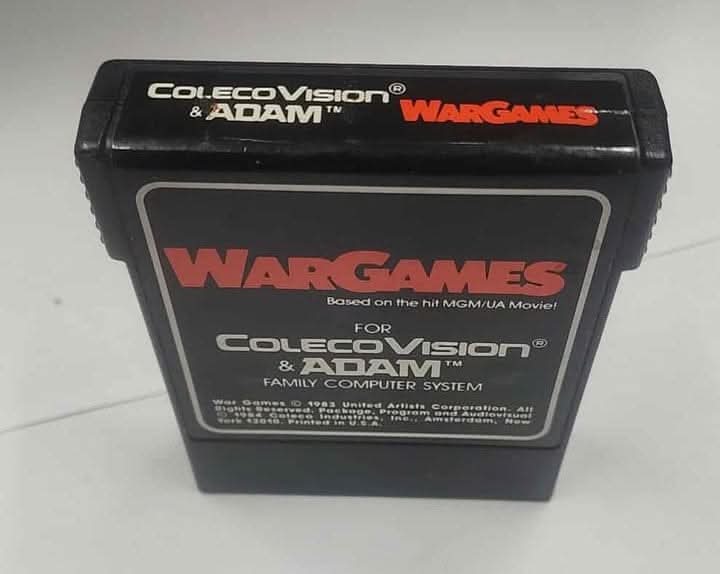 COLECOVISION® & ADAM™ WARGAMES
WARGAMES
Based on the hit MGM/UA Movie!
FOR
COLECOVISION®
& ADAM™
FAMILY COMPUTER SYSTEM
War Games © 1983 United Artists Corporation. All
Rights Reserved. Package, Program and Audiovisual
© 1984 Coleco Industries, Inc., Amsterdam, New
York 12010. Printed in U.S.A.